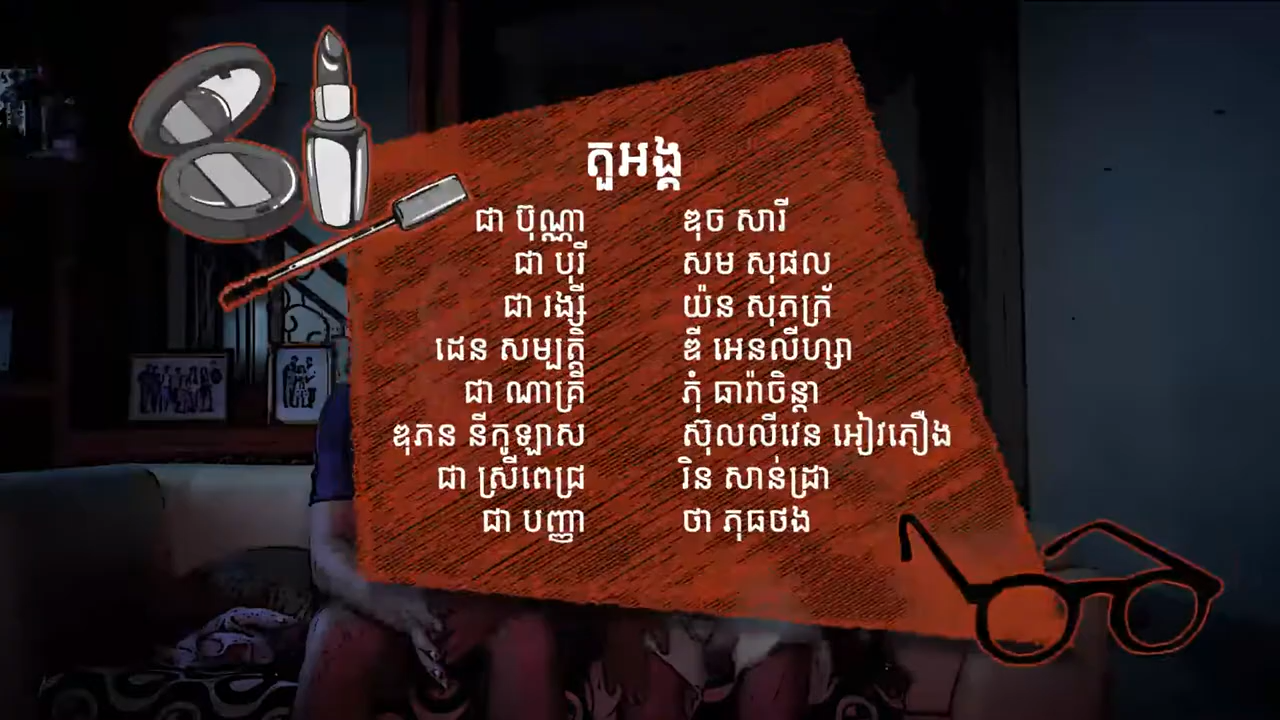 តួអង្គ
ជា ប៊ុណ្ណា ឌុច សារី
ជា បុរី សម សុផល
ជា រង្សី យ៉ន សុភក្រ័
ដេន សម្បត្តិ ឌី អេនលីហ្សា
ជា ណាគ្រី ភុំ ធារ៉ាចិន្តា
ឌុភន នីកូឡាស ស៊ុលលីវេន អៀវភឿង
ជា ស្រីពេជ្រ រិន សាន់ដ្រា
ជា បញ្ញា ថា ភុធថង